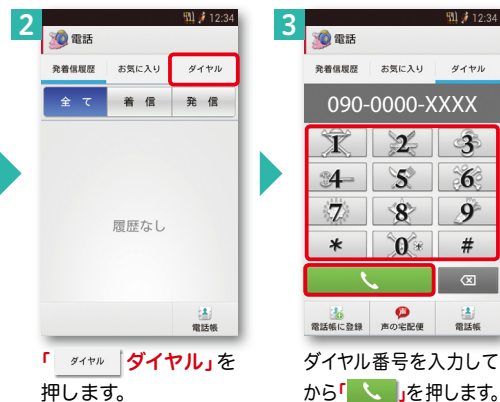 2
12:34
電話
発着信履歴 お気に入り ダイヤル
全 て 着 信 発 信
履歴なし
電話帳
「 ダイヤル ダイヤル」を
押します。
3
12:34
電話
発着信履歴 お気に入り ダイヤル
090-0000-XXXX
1 2 3
4 5 6
7 8 9
* 0 * #
電話帳に登録 声の宅配便 電話帳
ダイヤル番号を入力して
から「 」を押します。